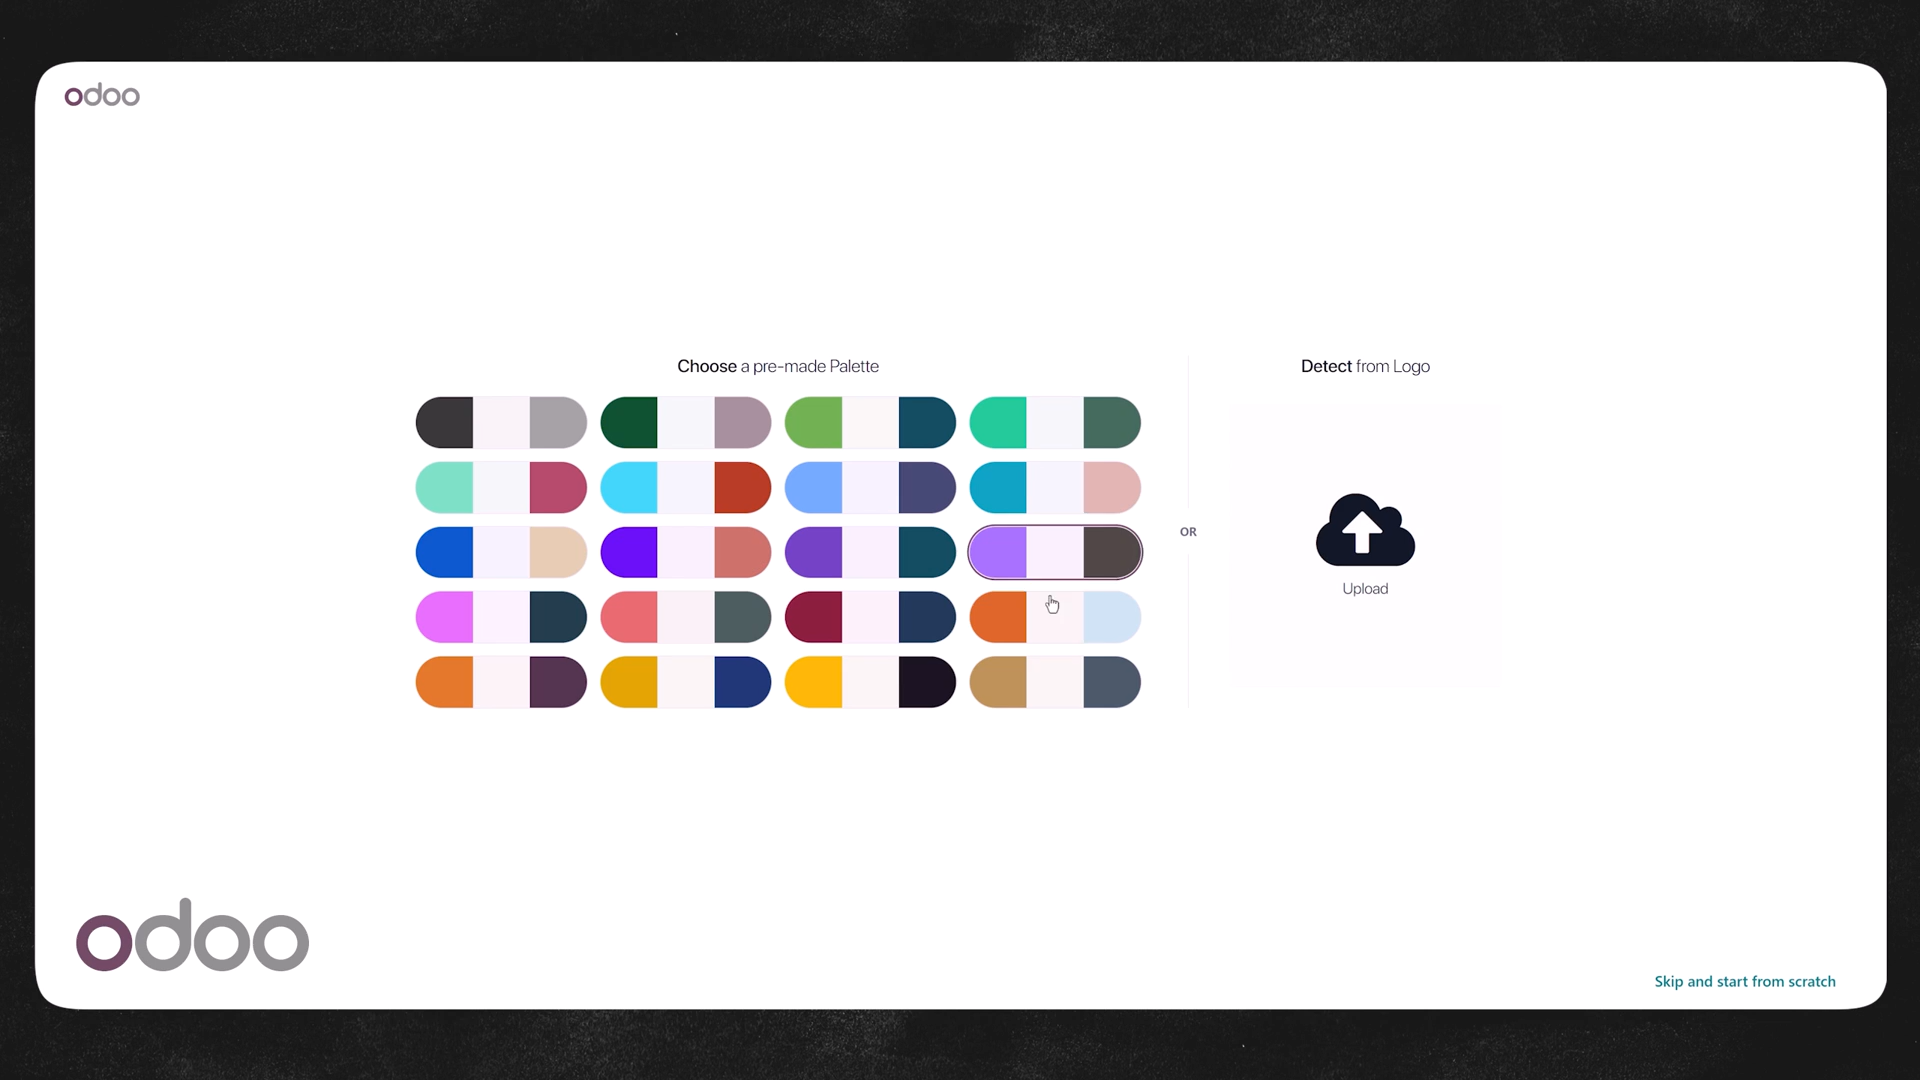 odoo
Choose a pre-made Palette
Detect from Logo
OR
Upload
odoo
Skip and start from scratch